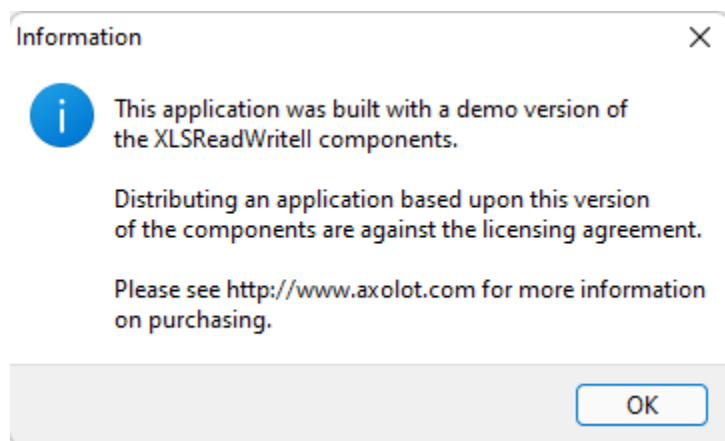 Information
This application was built with a demo version of
the XLSReadWriteII components.
Distributing an application based upon this version
of the components are against the licensing agreement.
Please see http://www.axolot.com for more information
on purchasing.
OK